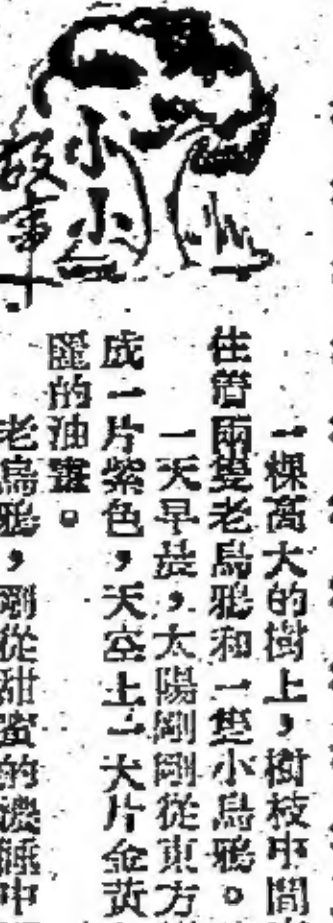 小小
故事
一棵高大的樹上，樹枝中間
住着兩隻老烏鴉和一隻小烏鴉。
一天早晨，太陽剛剛從東方
成一片紫色，天空上一大片金黃
的油畫。
老烏鴉，剛從甜蜜的濃睡中